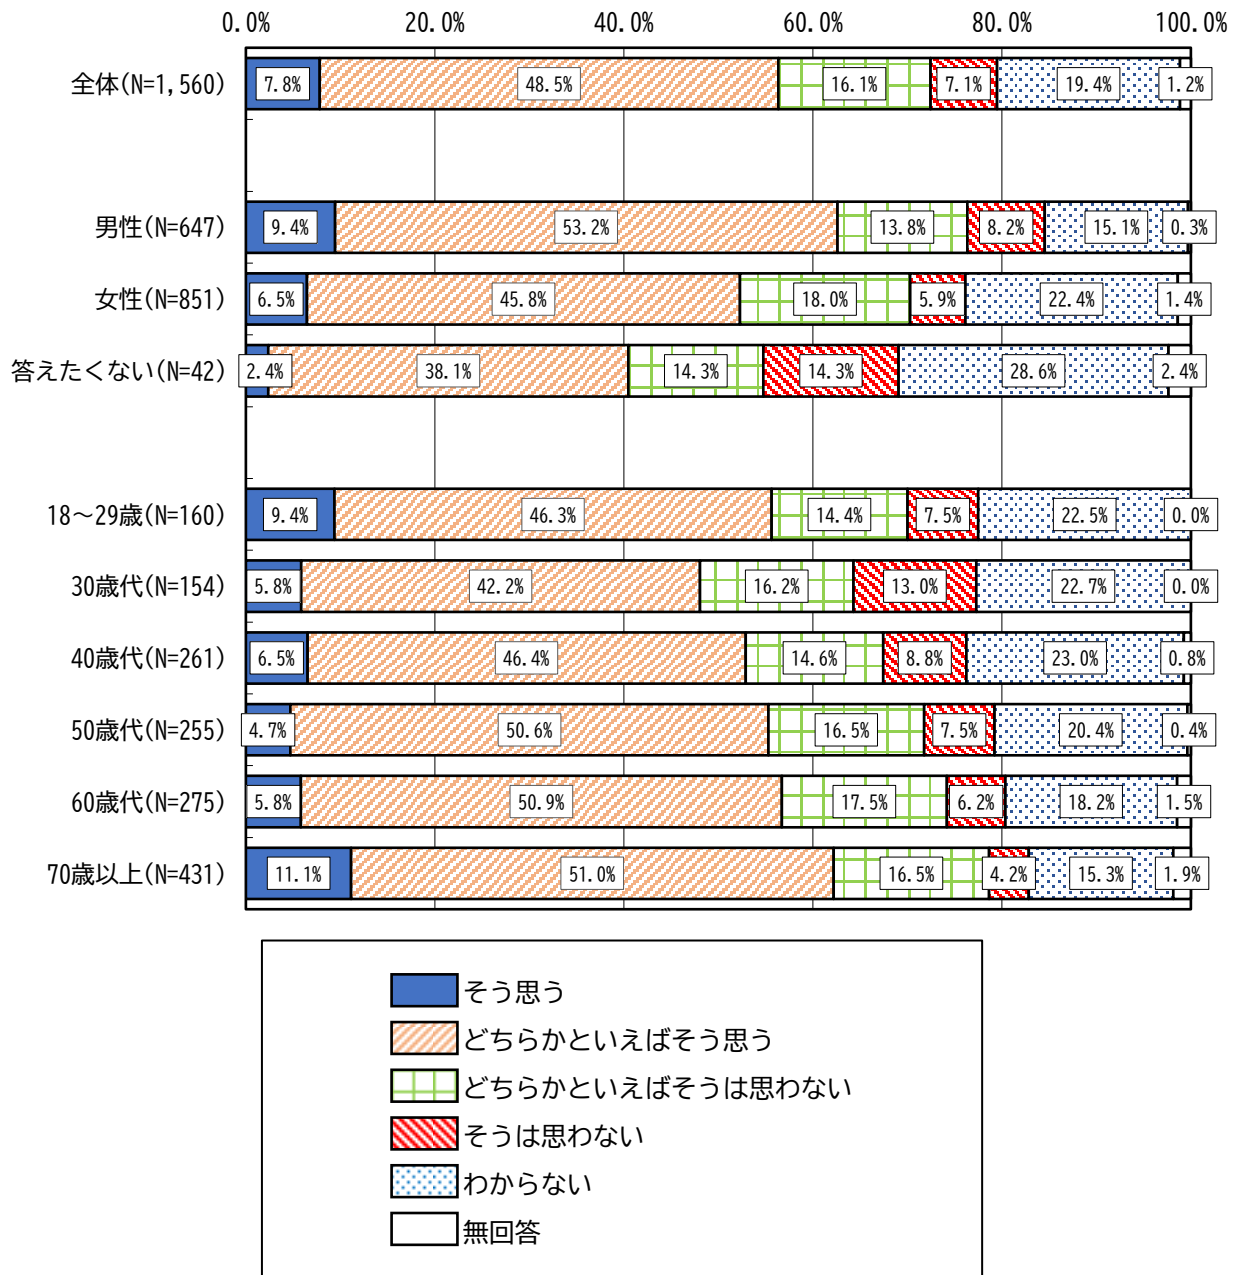 0.0% 20.0% 40.0% 60.0% 80.0% 100.0%
全体(N=1,560) 7.8% 48.5% 16.1% 7.1% 19.4% 1.2%
男性(N=647) 9.4% 53.2% 13.8% 8.2% 15.1% 0.3%
女性(N=851) 6.5% 45.8% 18.0% 5.9% 22.4% 1.4%
答えたくない(N=42) 2.4% 38.1% 14.3% 14.3% 28.6% 2.4%
18～29歳(N=160) 9.4% 46.3% 14.4% 7.5% 22.5% 0.0%
30歳代(N=154) 5.8% 42.2% 16.2% 13.0% 22.7% 0.0%
40歳代(N=261) 6.5% 46.4% 14.6% 8.8% 23.0% 0.8%
50歳代(N=255) 4.7% 50.6% 16.5% 7.5% 20.4% 0.4%
60歳代(N=275) 5.8% 50.9% 17.5% 6.2% 18.2% 1.5%
70歳以上(N=431) 11.1% 51.0% 16.5% 4.2% 15.3% 1.9%
そう思う
どちらかといえばそう思う
どちらかといえばそうは思わない
そうは思わない
わからない
無回答